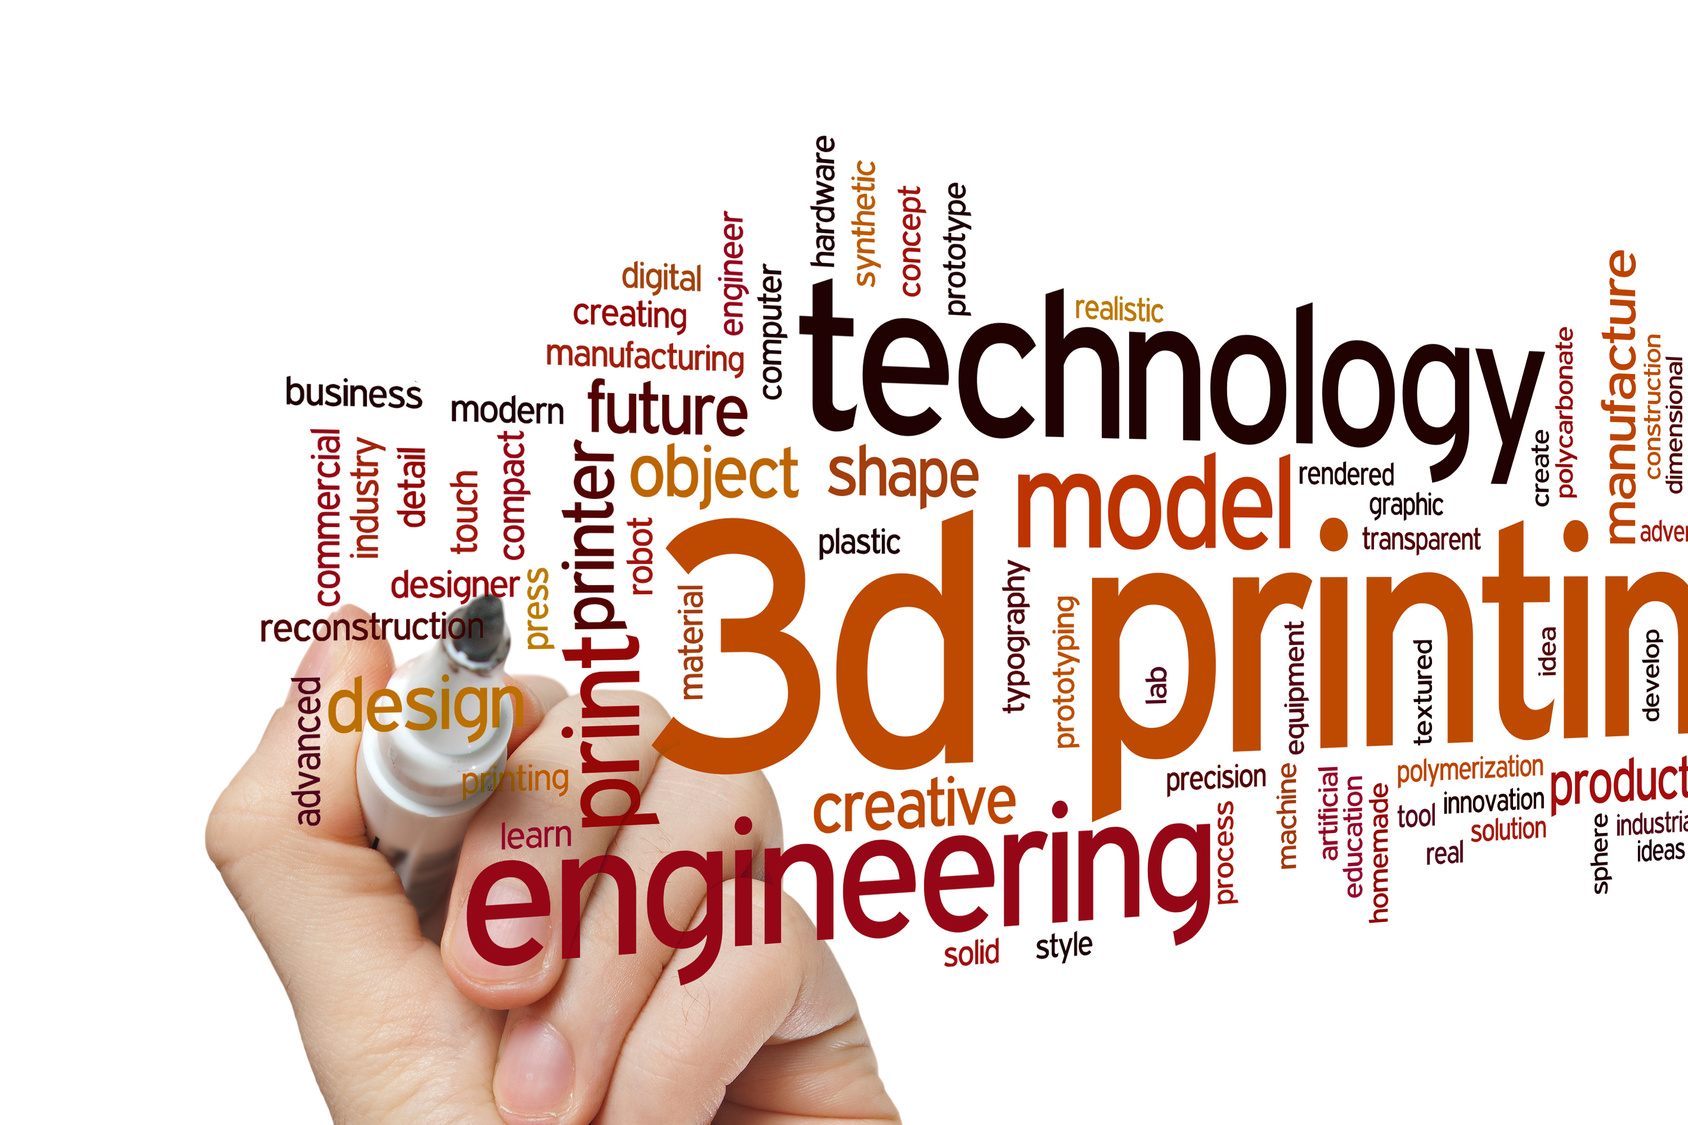 hardware
synthetic
concept
prototype
engineer
digital
creating
computer
manufacturing
technology
realistic
business
modern
future
commercial
industry
detail
touch
compact
object
shape
model
rendered
graphic
transparent
create
polycarbonate
manufacture
construction
dimensional
adver
designer
press
printer
robot
plastic
reconstruction
material
3d printin
typography
prototyping
lab
equipment
textured
idea
develop
advanced
design
print
printing
learn
creative
engineering
precision
process
machine
artificial
education
homemade
polymerization
tool
innovation
solution
real
product
sphere
industria
ideas
solid
style